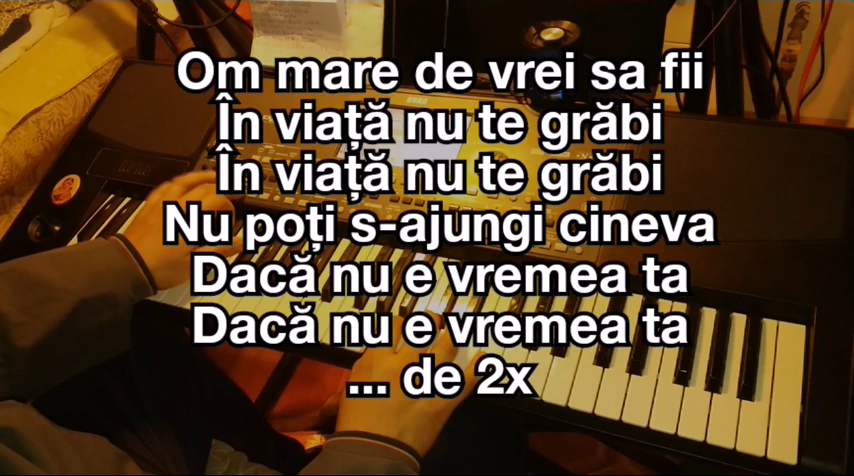 Om mare de vrei sa fii
În viață nu te grăbi
În viață nu te grăbi
Nu poți s-ajungi cineva
Dacă nu e vremea ta
Dacă nu e vremea ta
... de 2x
KORG